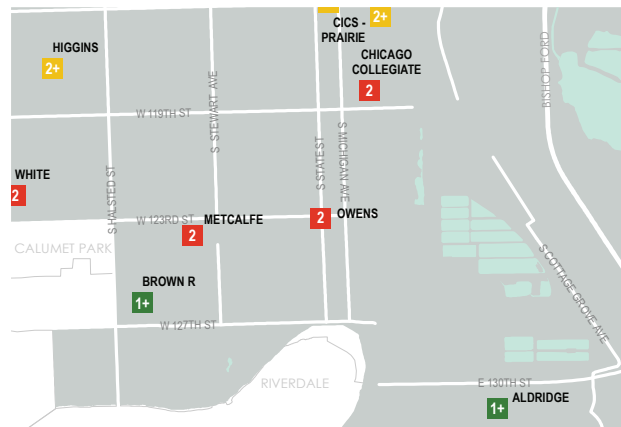 CICS -
PRAIRIE
2+
HIGGINS
2+
CHICAGO
COLLEGIATE
2
BISHOP FORD
W 119TH ST
S STEWART AVE
S HALSTED ST
S STATE ST
S MICHIGAN AVE
WHITE
2
W 123RD ST
METCALFE
2
2
OWENS
CALUMET PARK
BROWN R
1+
W 127TH ST
S COTTAGE GROVE AVE
RIVERDALE
E 130TH ST
1+
ALDRIDGE